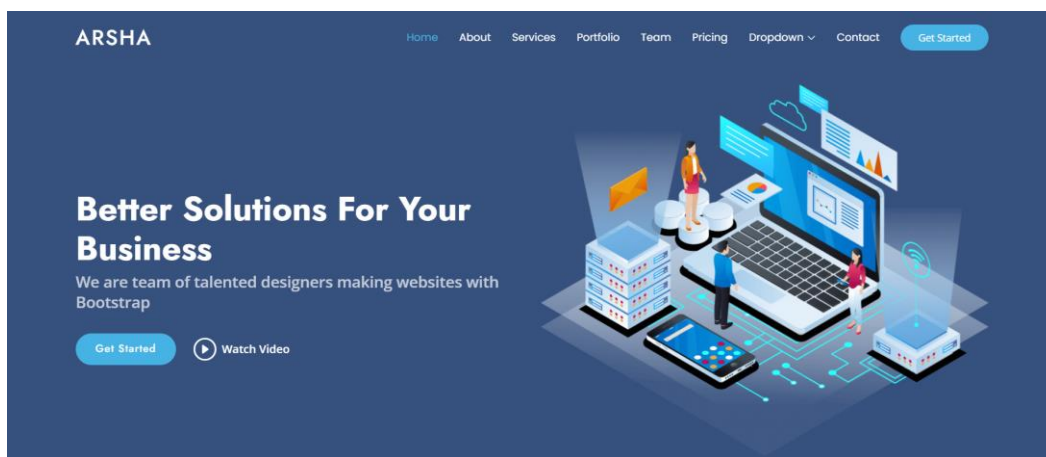 ARSHA
Home About Services Portfolio Team Pricing Dropdown Contact Get Started
Better Solutions For Your
Business
We are team of talented designers making websites with
Bootstrap
Get Started Watch Video